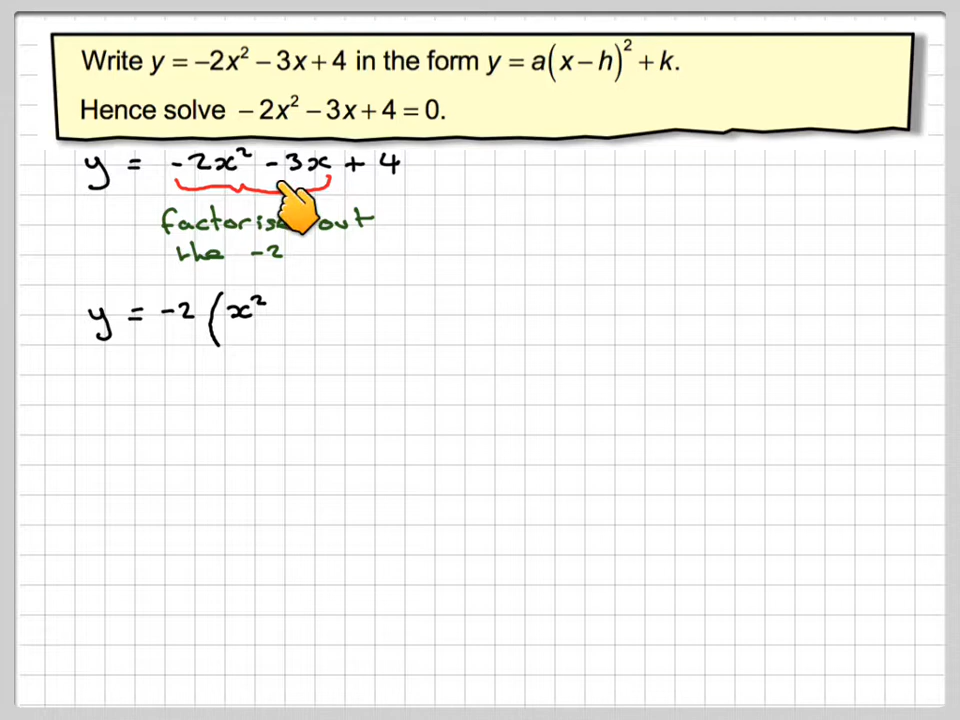 Write y = –2x² – 3x + 4 in the form y = a(x – h)² + k.
Hence solve – 2x² – 3x + 4 = 0.
y = -2x² - 3x + 4
factorise out
the -2
y = -2 (x²